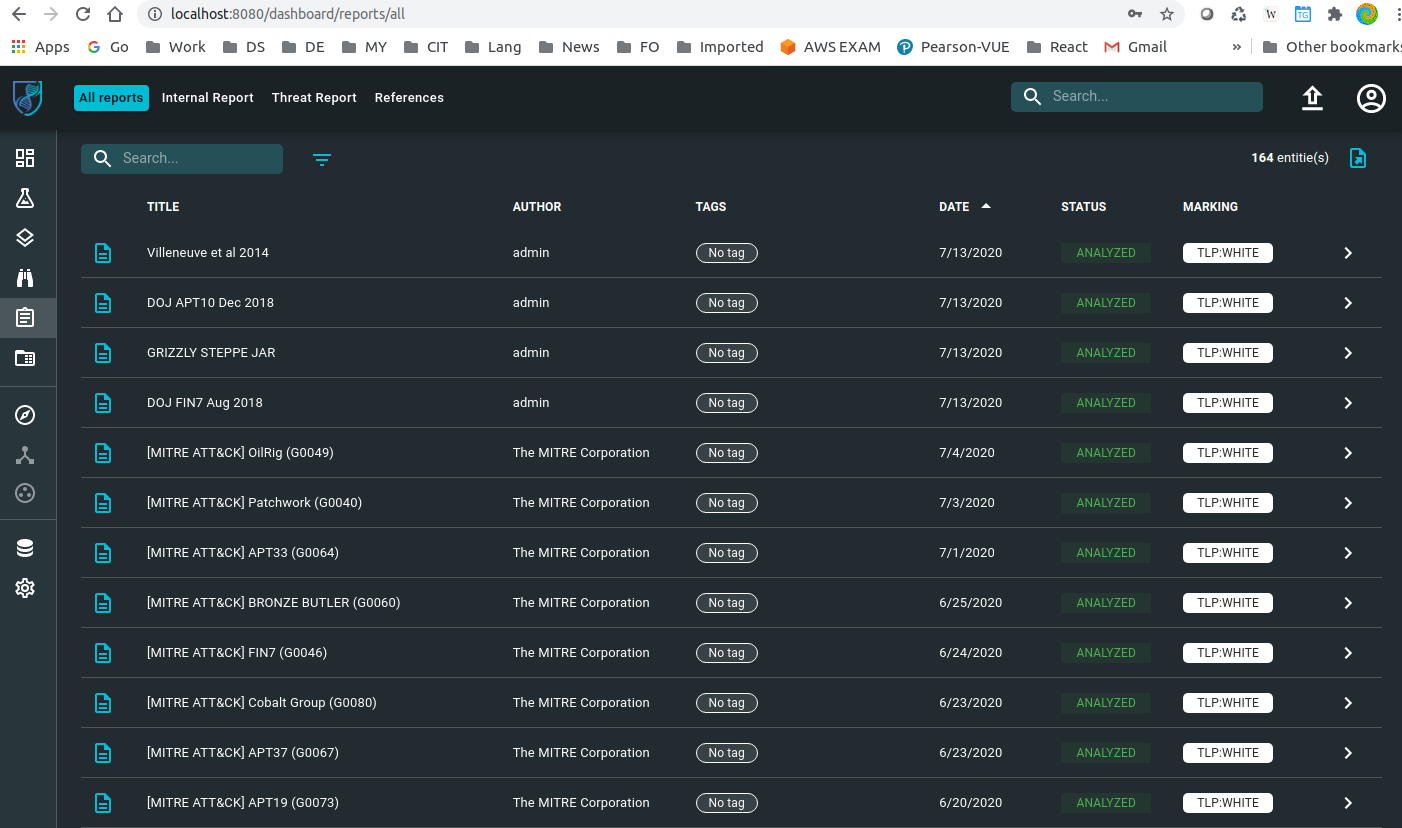 localhost:8080/dashboard/reports/all
Apps Go Work DS DE MY CIT Lang News FO Imported AWS EXAM Pearson-VUE React Gmail » Other bookmarks
All reports Internal Report Threat Report References Search...
Search... 164 entitie(s)
TITLE AUTHOR TAGS DATE STATUS MARKING
Villeneuve et al 2014 admin No tag 7/13/2020 ANALYZED TLP:WHITE
DOJ APT10 Dec 2018 admin No tag 7/13/2020 ANALYZED TLP:WHITE
GRIZZLY STEPPE JAR admin No tag 7/13/2020 ANALYZED TLP:WHITE
DOJ FIN7 Aug 2018 admin No tag 7/13/2020 ANALYZED TLP:WHITE
[MITRE ATT&CK] OilRig (G0049) The MITRE Corporation No tag 7/4/2020 ANALYZED TLP:WHITE
[MITRE ATT&CK] Patchwork (G0040) The MITRE Corporation No tag 7/3/2020 ANALYZED TLP:WHITE
[MITRE ATT&CK] APT33 (G0064) The MITRE Corporation No tag 7/1/2020 ANALYZED TLP:WHITE
[MITRE ATT&CK] BRONZE BUTLER (G0060) The MITRE Corporation No tag 6/25/2020 ANALYZED TLP:WHITE
[MITRE ATT&CK] FIN7 (G0046) The MITRE Corporation No tag 6/24/2020 ANALYZED TLP:WHITE
[MITRE ATT&CK] Cobalt Group (G0080) The MITRE Corporation No tag 6/23/2020 ANALYZED TLP:WHITE
[MITRE ATT&CK] APT37 (G0067) The MITRE Corporation No tag 6/23/2020 ANALYZED TLP:WHITE
[MITRE ATT&CK] APT19 (G0073) The MITRE Corporation No tag 6/20/2020 ANALYZED TLP:WHITE